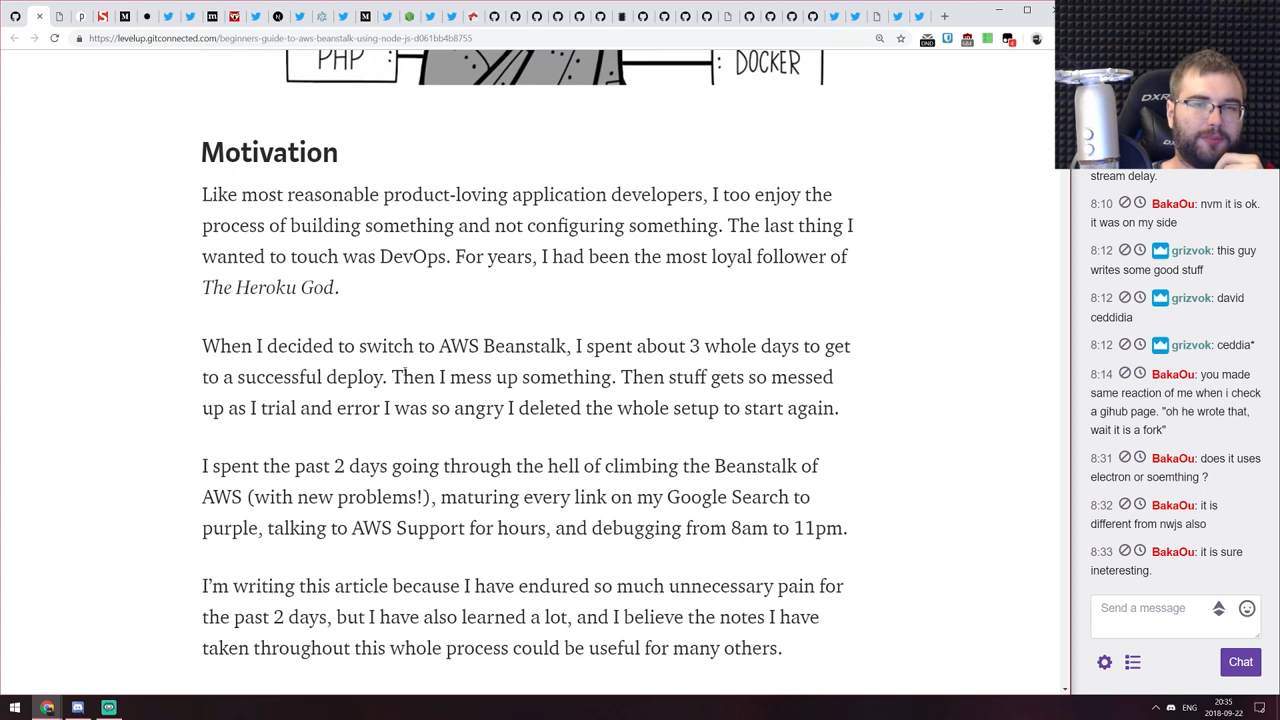 https://levelup.gitconnected.com/beginners-guide-to-aws-beanstalk-using-node-js-d061bb4b8755
PHP :
: DOCKER
Motivation
Like most reasonable product-loving application developers, I too enjoy the
process of building something and not configuring something. The last thing I
wanted to touch was DevOps. For years, I had been the most loyal follower of
The Heroku God.
When I decided to switch to AWS Beanstalk, I spent about 3 whole days to get
to a successful deploy. Then I mess up something. Then stuff gets so messed
up as I trial and error I was so angry I deleted the whole setup to start again.
I spent the past 2 days going through the hell of climbing the Beanstalk of
AWS (with new problems!), maturing every link on my Google Search to
purple, talking to AWS Support for hours, and debugging from 8am to 11pm.
I'm writing this article because I have endured so much unnecessary pain for
the past 2 days, but I have also learned a lot, and I believe the notes I have
taken throughout this whole process could be useful for many others.
DXR
stream delay.
8:10 BakaOu: nvm it is ok.
it was on my side
8:12 grizvok: this guy
writes some good stuff
8:12 grizvok: david
ceddidia
8:12 grizvok: ceddia*
8:14 BakaOu: you made
same reaction of me when i check
a gihub page. "oh he wrote that,
wait it is a fork"
8:31 BakaOu: does it uses
electron or soemthing ?
8:32 BakaOu: it is
different from nwjs also
8:33 BakaOu: it is sure
ineteresting.
Send a message
Chat
ENG
20:35
2018-09-22